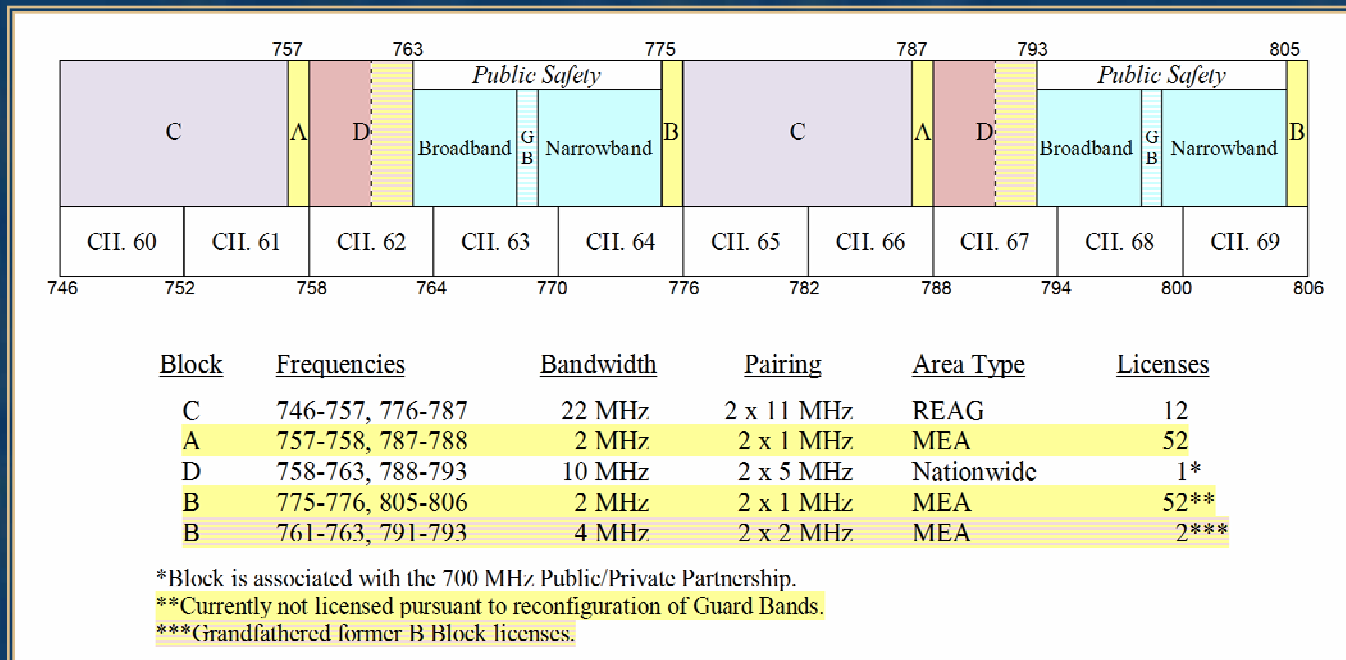 757 763 775 787 793 805
Public Safety Public Safety
C A D Broadband GB Narrowband B C A D Broadband GB Narrowband B
CH. 60 CH. 61 CH. 62 CH. 63 CH. 64 CH. 65 CH. 66 CH. 67 CH. 68 CH. 69
746 752 758 764 770 776 782 788 794 800 806
Block Frequencies Bandwidth Pairing Area Type Licenses
C 746-757, 776-787 22 MHz 2 x 11 MHz REAG 12
A 757-758, 787-788 2 MHz 2 x 1 MHz MEA 52
D 758-763, 788-793 10 MHz 2 x 5 MHz Nationwide 1*
B 775-776, 805-806 2 MHz 2 x 1 MHz MEA 52**
B 761-763, 791-793 4 MHz 2 x 2 MHz MEA 2***
*Block is associated with the 700 MHz Public/Private Partnership.
**Currently not licensed pursuant to reconfiguration of Guard Bands.
***Grandfathered former B Block licenses.